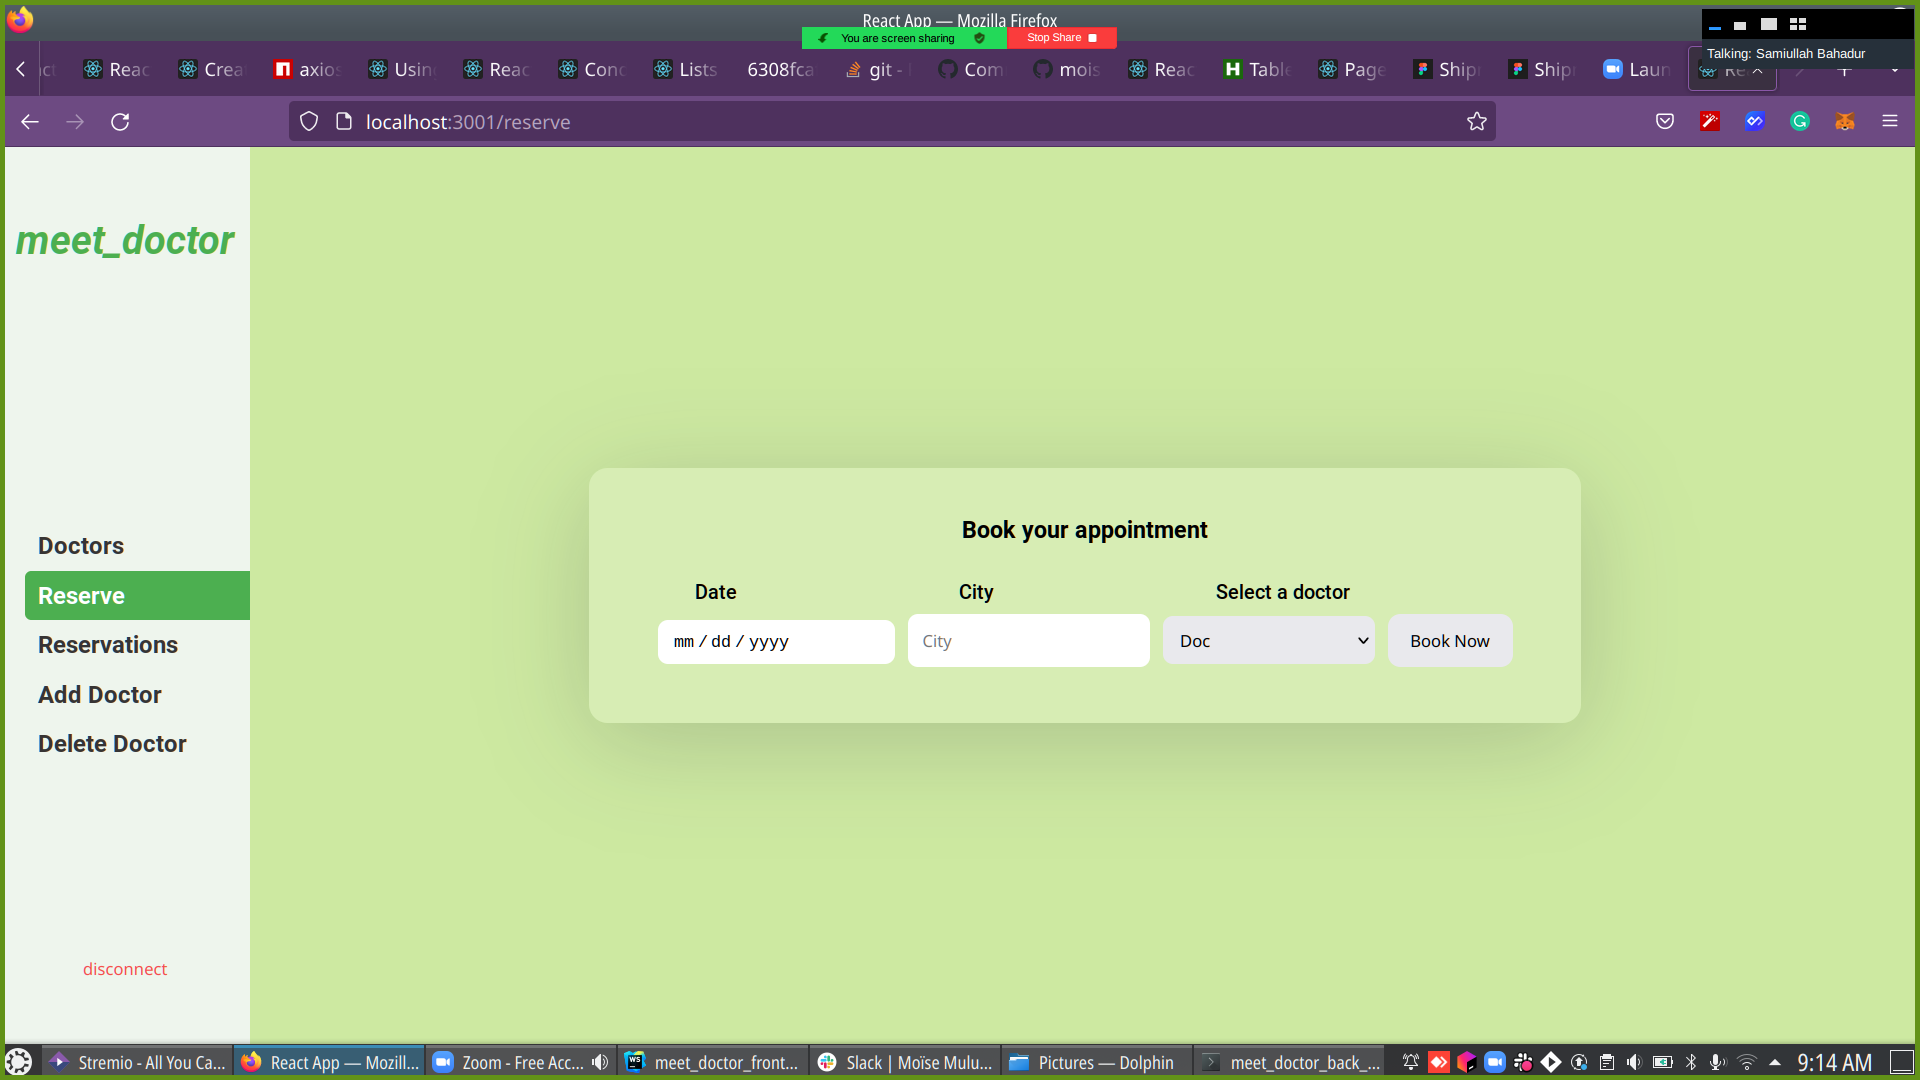 React App — Mozilla Firefox
You are screen sharing
Stop Share
Talking: Samiullah Bahadur
Reac
Crea
axios
Using
Reac
Conc
Lists
6308fca
git -
Com
mois
Reac
Table
Page
Ship
Ship
Laun
Re
localhost:3001/reserve
meet_doctor
Doctors
Reserve
Reservations
Add Doctor
Delete Doctor
disconnect
Book your appointment
Date City Select a doctor
mm / dd / yyyy City Doc Book Now
Stremio - All You Ca... React App — Mozill... Zoom - Free Acc... meet_doctor_front... Slack | Moïse Mulu... Pictures — Dolphin meet_doctor_back_... 9:14 AM